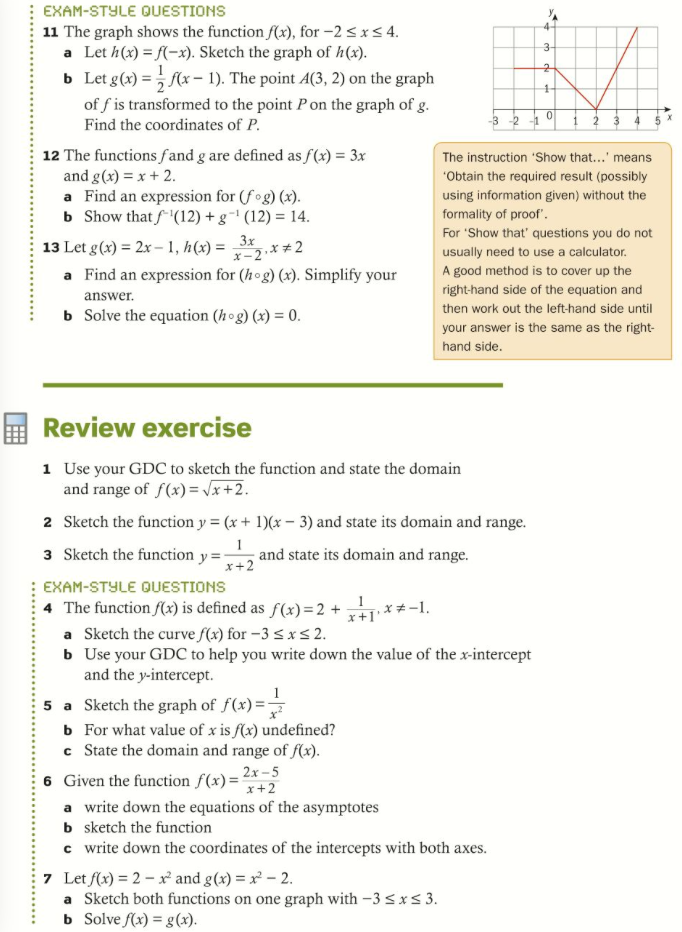 EXAM-STYLE QUESTIONS
11 The graph shows the function f(x), for −2 ≤ x ≤ 4.
a Let h(x) = f(−x). Sketch the graph of h(x).
b Let g(x) = 1/2 f(x − 1). The point A(3, 2) on the graph
of f is transformed to the point P on the graph of g.
Find the coordinates of P.
y
4
3
2
1
-3 -2 -1 0 1 2 3 4 5 x
12 The functions f and g are defined as f(x) = 3x
and g(x) = x + 2.
a Find an expression for (f∘g) (x).
b Show that f⁻¹(12) + g⁻¹ (12) = 14.
13 Let g(x) = 2x − 1, h(x) = 3x/(x − 2), x ≠ 2
a Find an expression for (h∘g) (x). Simplify your
answer.
b Solve the equation (h∘g) (x) = 0.
The instruction ‘Show that...’ means
‘Obtain the required result (possibly
using information given) without the
formality of proof’.
For ‘Show that’ questions you do not
usually need to use a calculator.
A good method is to cover up the
right-hand side of the equation and
then work out the left-hand side until
your answer is the same as the right-
hand side.
Review exercise
1 Use your GDC to sketch the function and state the domain
and range of f(x) = √(x+2).
2 Sketch the function y = (x + 1)(x − 3) and state its domain and range.
3 Sketch the function y = 1/(x+2) and state its domain and range.
EXAM-STYLE QUESTIONS
4 The function f(x) is defined as f(x) = 2 + 1/(x+1), x ≠ −1.
a Sketch the curve f(x) for −3 ≤ x ≤ 2.
b Use your GDC to help you write down the value of the x-intercept
and the y-intercept.
5 a Sketch the graph of f(x) = 1/x²
b For what value of x is f(x) undefined?
c State the domain and range of f(x).
6 Given the function f(x) = (2x−5)/(x+2)
a write down the equations of the asymptotes
b sketch the function
c write down the coordinates of the intercepts with both axes.
7 Let f(x) = 2 − x² and g(x) = x² − 2.
a Sketch both functions on one graph with −3 ≤ x ≤ 3.
b Solve f(x) = g(x).